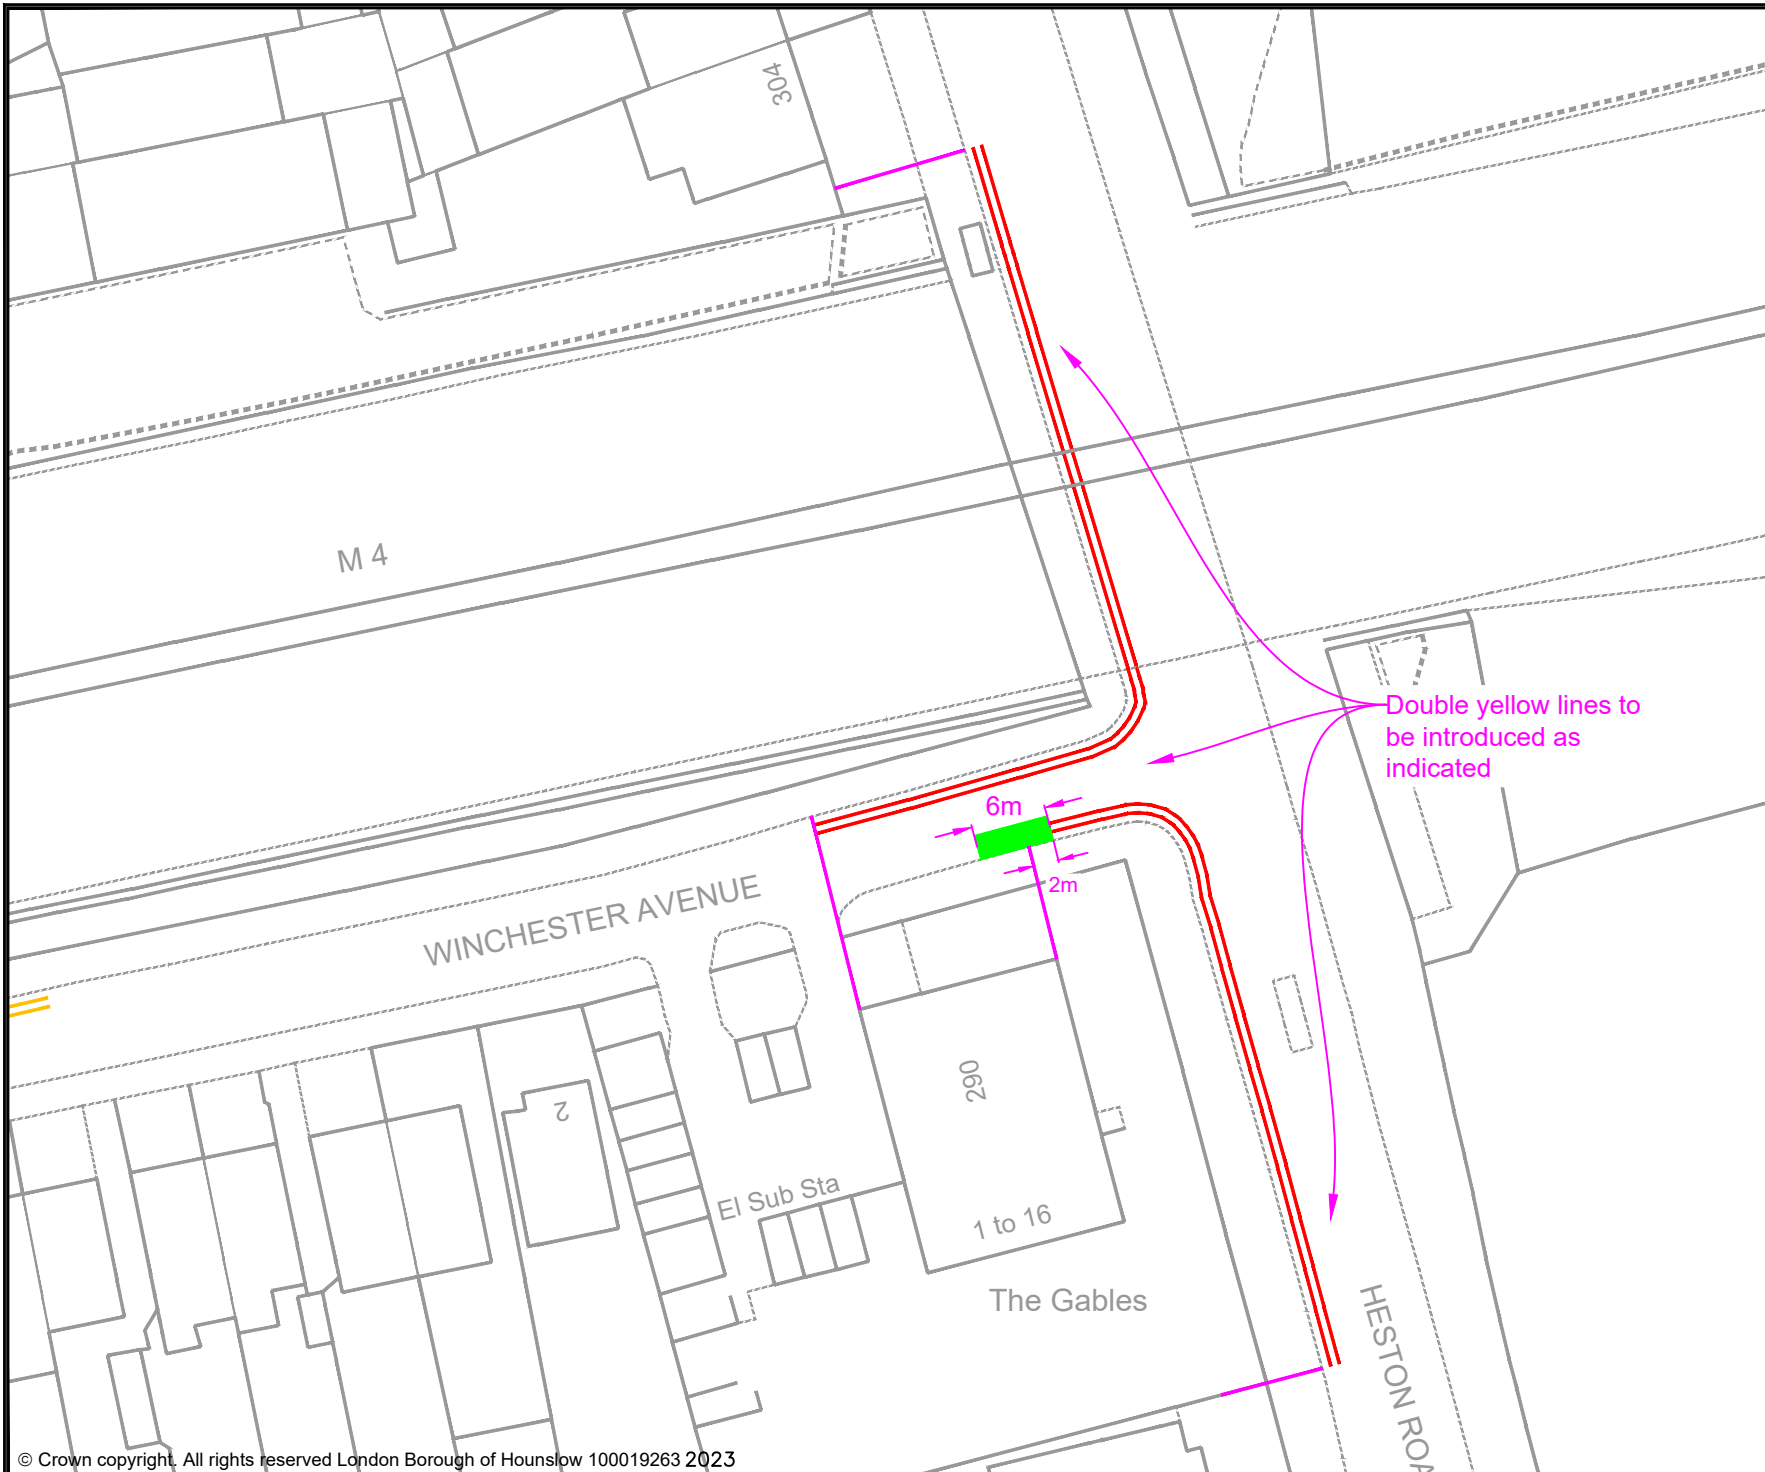 304
M 4
Double yellow lines to
be introduced as
indicated
6m
2m
WINCHESTER AVENUE
290
2
El Sub Sta
1 to 16
The Gables
HESTON ROA
© Crown copyright. All rights reserved London Borough of Hounslow 100019263 2023